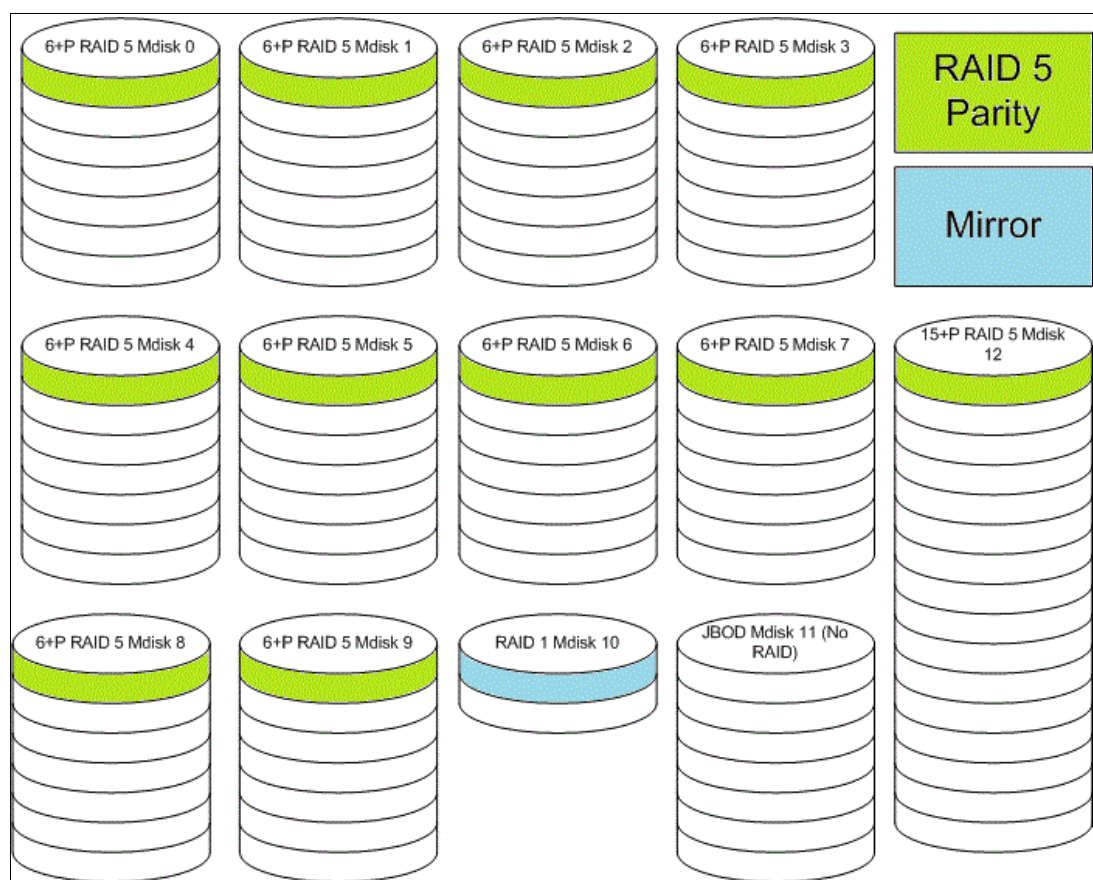 6+P RAID 5 Mdisk 0
6+P RAID 5 Mdisk 1
6+P RAID 5 Mdisk 2
6+P RAID 5 Mdisk 3
RAID 5
Parity
Mirror
6+P RAID 5 Mdisk 4
6+P RAID 5 Mdisk 5
6+P RAID 5 Mdisk 6
6+P RAID 5 Mdisk 7
15+P RAID 5 Mdisk
12
6+P RAID 5 Mdisk 8
6+P RAID 5 Mdisk 9
RAID 1 Mdisk 10
JBOD Mdisk 11 (No
RAID)